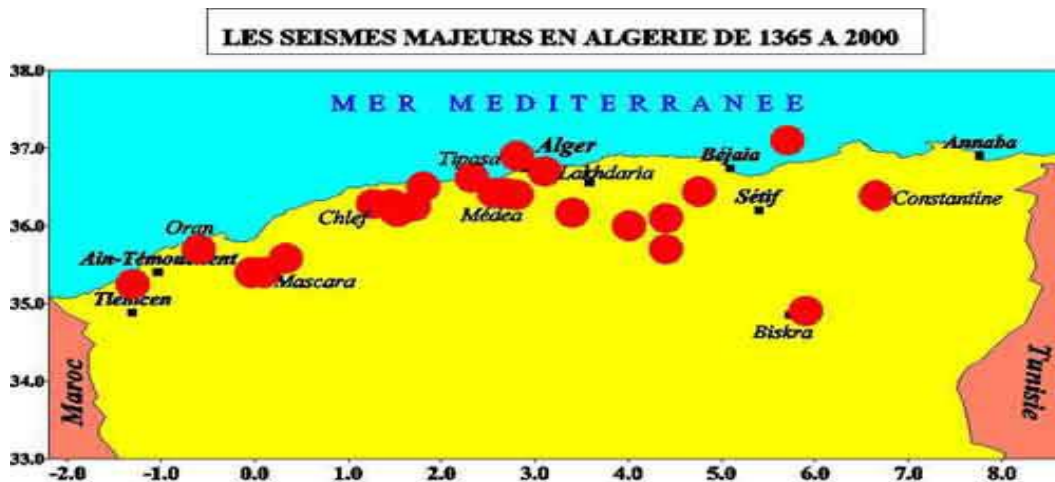 LES SEISMES MAJEURS EN ALGERIE DE 1365 A 2000
38.0
MER MEDITERRANEE
37.0
Tipasa
Alger
Lakhdaria
Béjaïa
Annaba
Chlef
Médea
Sétif
Constantine
36.0
Oran
Ain-Témouchent
Mascara
Tlemcen
35.0
Biskra
34.0
Maroc
Tunisie
33.0
-2.0 -1.0 0.0 1.0 2.0 3.0 4.0 5.0 6.0 7.0 8.0